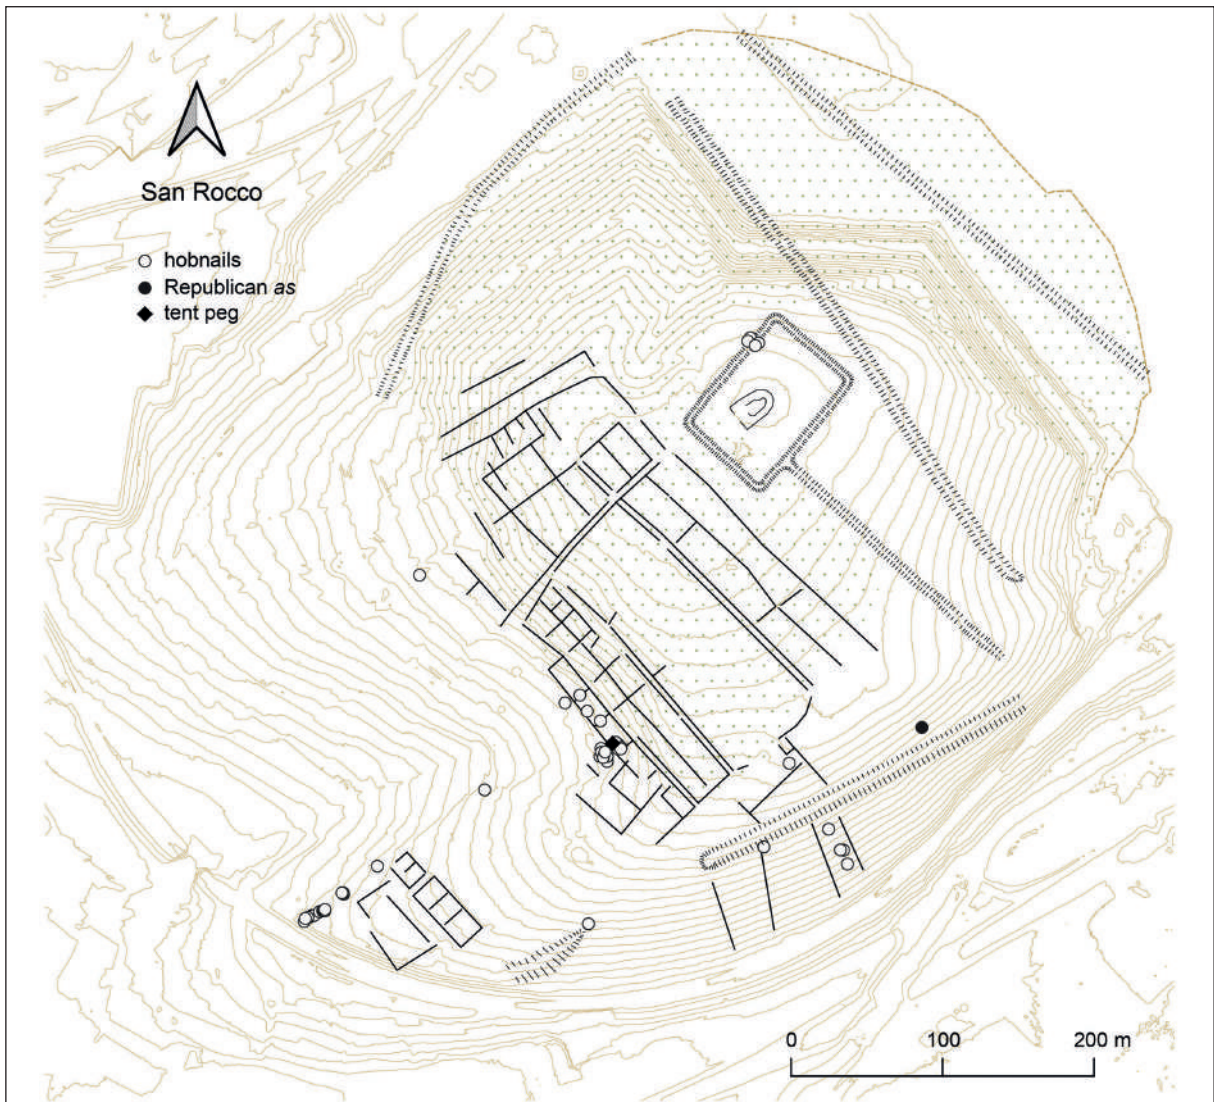 San Rocco
hobnails
Republican as
tent peg
0 100 200 m